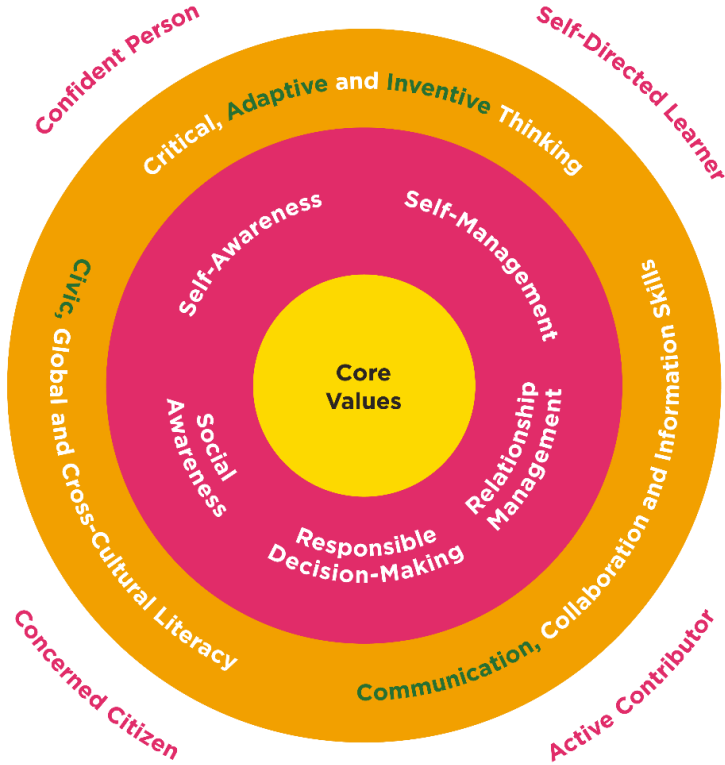 Confident Person
Self-Directed Learner
Critical, Adaptive and Inventive Thinking
Self-Awareness
Self-Management
Civic, Global and Cross-Cultural Literacy
Communication, Collaboration and Information Skills
Core
Values
Social
Awareness
Relationship
Management
Responsible
Decision-Making
Concerned Citizen
Active Contributor